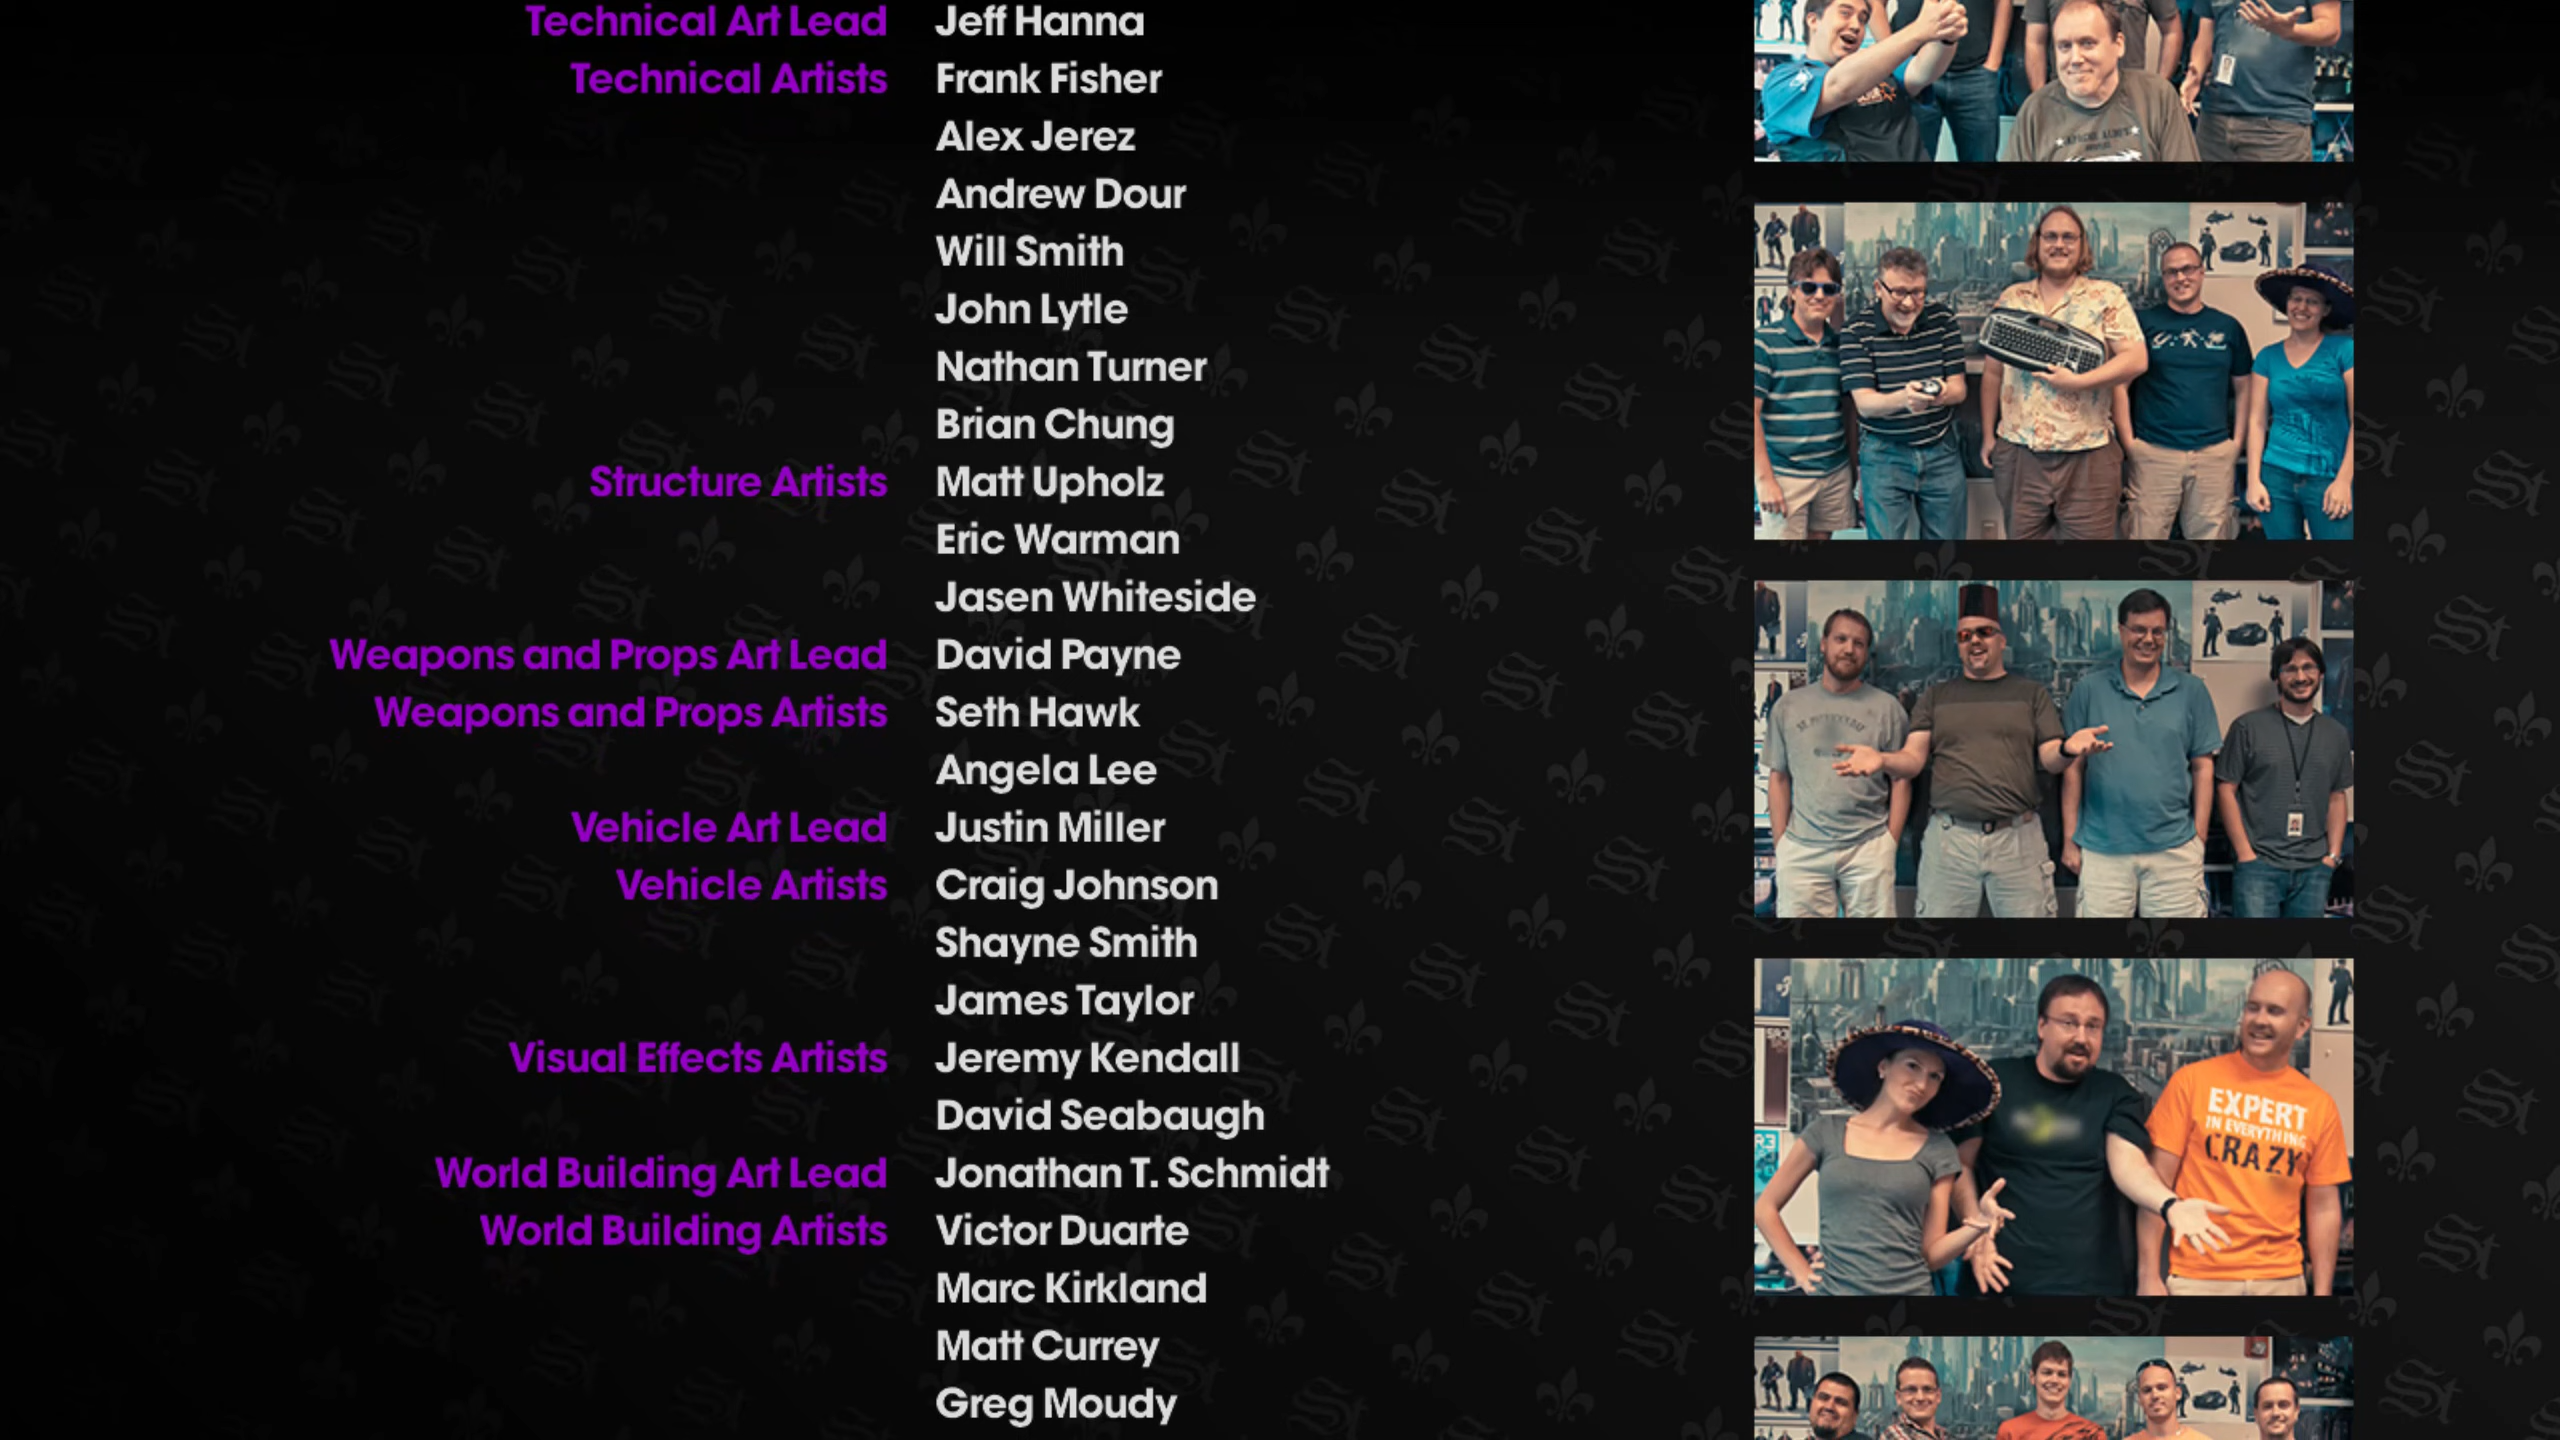 Technical Art Lead Jeff Hanna
Technical Artists Frank Fisher
Alex Jerez
Andrew Dour
Will Smith
John Lytle
Nathan Turner
Brian Chung
Structure Artists Matt Upholz
Eric Warman
Jasen Whiteside
Weapons and Props Art Lead David Payne
Weapons and Props Artists Seth Hawk
Angela Lee
Vehicle Art Lead Justin Miller
Vehicle Artists Craig Johnson
Shayne Smith
James Taylor
Visual Effects Artists Jeremy Kendall
David Seabaugh
World Building Art Lead Jonathan T. Schmidt
World Building Artists Victor Duarte
Marc Kirkland
Matt Currey
Greg Moudy
EXPERT
IN EVERYTHING
CRAZY